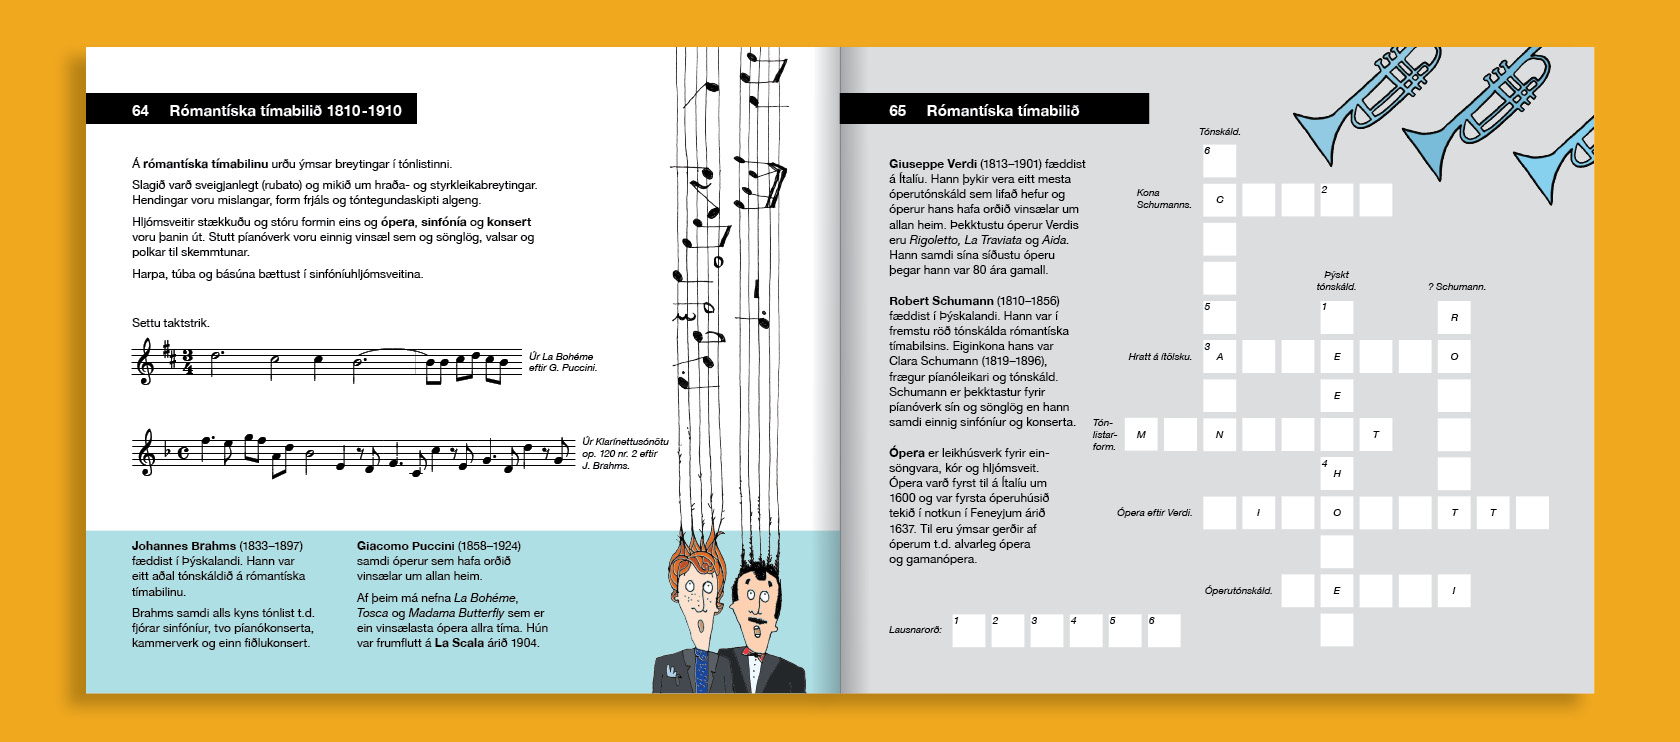 64 Rómantíska tímabilið 1810-1910
Á rómantíska tímabilinu urðu ýmsar breytingar í tónlistinni.
Slagið varð sveigjanlegt (rubato) og mikið um hraða- og styrkleikabreytingar.
Hendingar voru mislangar, form frjáls og tóntegundaskipti algeng.
Hljómsveitir stækkuðu og stóru formin eins og ópera, sinfónía og konsert
voru þanin út. Stutt píanóverk voru einnig vinsæl sem og sönglög, valsar og
polkar til skemmtunar.
Harpa, túba og básúna bættust í sinfóníuhljómsveitina.
Settu taktstrik.
3
4
Úr La Bohéme
eftir G. Puccini.
Úr Klarínettusónötu
op. 120 nr. 2 eftir
J. Brahms.
Johannes Brahms (1833–1897)
fæddist í Þýskalandi. Hann var
eitt aðal tónskáldið á rómantíska
tímabilinu.
Brahms samdi alls kyns tónlist t.d.
fjórar sinfóníur, tvo píanókonserta,
kammerverk og einn fiðlukonsert.
Giacomo Puccini (1858–1924)
samdi óperur sem hafa orðið
vinsælar um allan heim.
Af þeim má nefna La Bohéme,
Tosca og Madama Butterfly sem er
ein vinsælasta ópera allra tíma. Hún
var frumflutt á La Scala árið 1904.
65 Rómantíska tímabilið
Giuseppe Verdi (1813–1901) fæddist
á Ítalíu. Hann þykir vera eitt mesta
óperutónskáld sem lifað hefur og
óperur hans hafa orðið vinsælar um
allan heim. Þekktustu óperur Verdis
eru Rigoletto, La Traviata og Aida.
Hann samdi sína síðustu óperu
þegar hann var 80 ára gamall.
Robert Schumann (1810–1856)
fæddist í Þýskalandi. Hann var í
fremstu röð tónskálda rómantíska
tímabilsins. Eiginkona hans var
Clara Schumann (1819–1896),
frægur píanóleikari og tónskáld.
Schumann er þekktastur fyrir
píanóverk sín og sönglög en hann
samdi einnig sinfóníur og konserta.
Ópera er leikhúsverk fyrir ein-
söngvara, kór og hljómsveit.
Ópera varð fyrst til á Ítalíu um
1600 og var fyrsta óperuhúsið
tekið í notkun í Feneyjum árið
1637. Til eru ýmsar gerðir af
óperum t.d. alvarleg ópera
og gamanópera.
Tónskáld.
6
Kona
Schumanns.
C 2
Þýskt
tónskáld.
? Schumann.
5 1 R
Hratt á ítölsku.
3 A E O
E
Tón-
listar-
form.
M N T
4 H
Ópera eftir Verdi.
I O T T
Óperutónskáld.
E I
Lausnarorð:
1 2 3 4 5 6